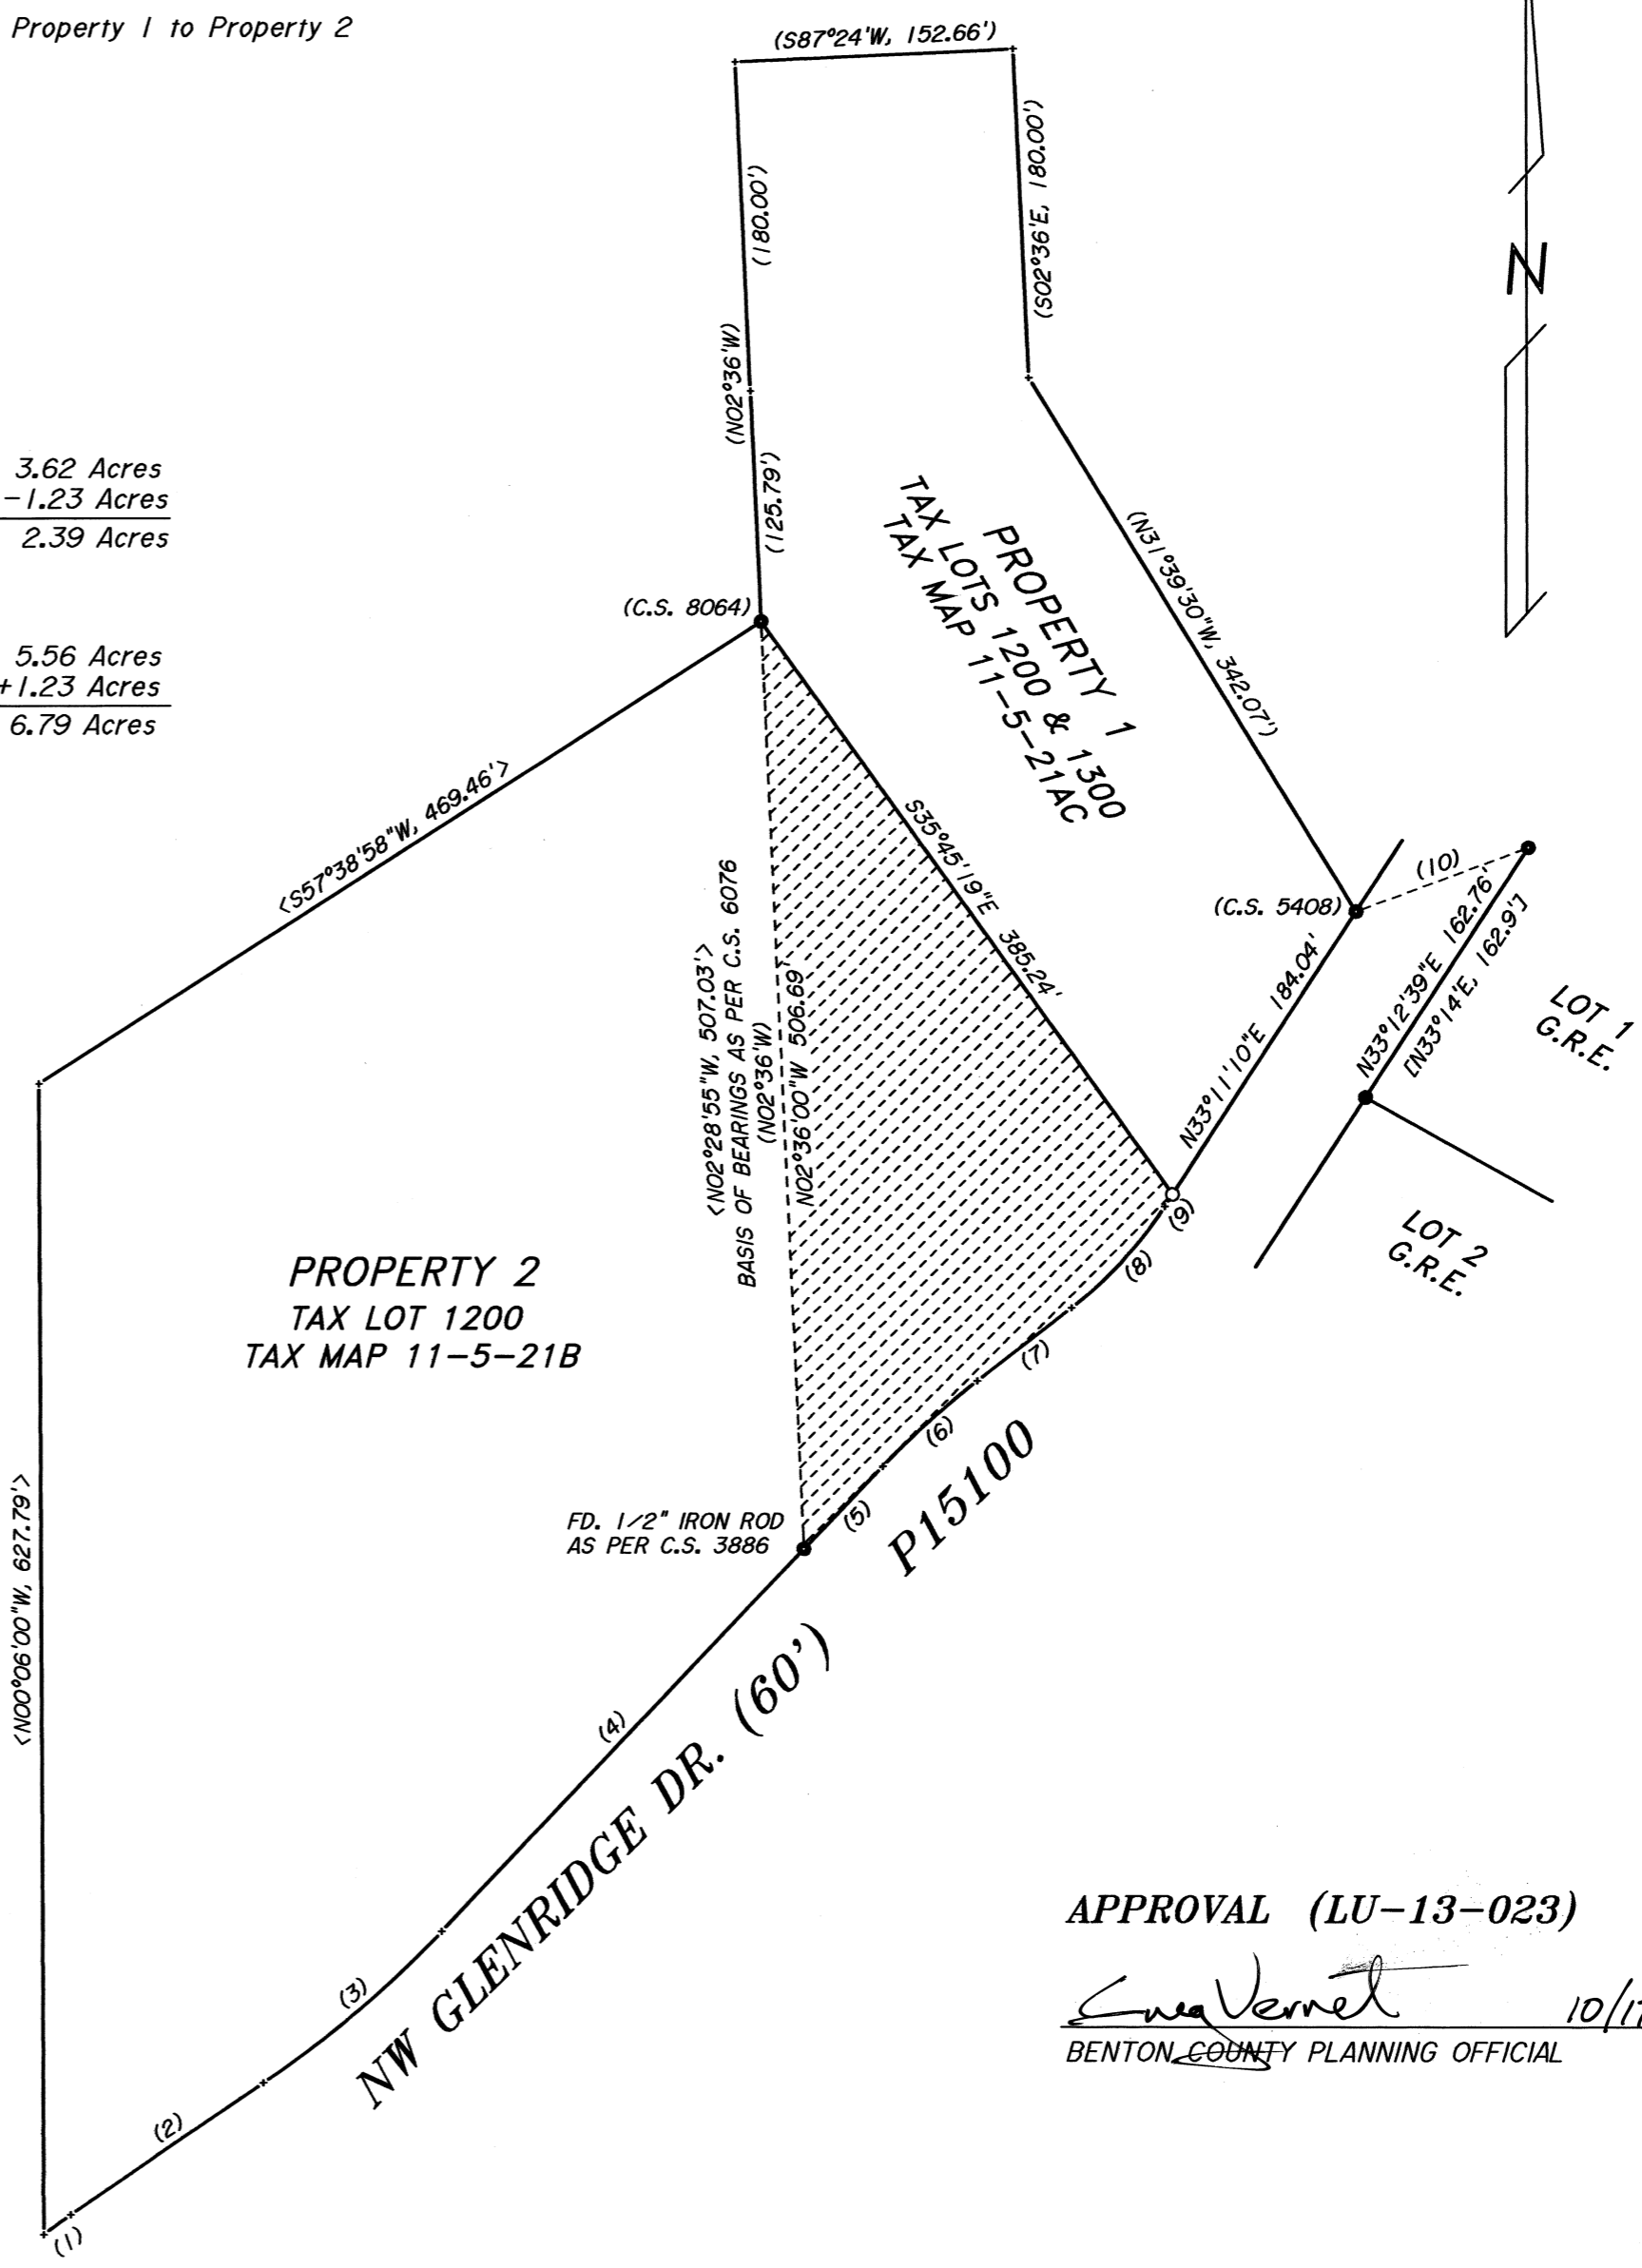 Property 1 to Property 2
(S87°24'W, 152.66')
(180.00')
(S02°36'E, 180.00')
N
(N02°36'W)
(125.79')
3.62 Acres
-1.23 Acres
2.39 Acres
(C.S. 8064)
5.56 Acres
+1.23 Acres
6.79 Acres
PROPERTY 1
TAX LOTS 1200 & 1300
TAX MAP 11-5-21AC
(N31°39'30"W, 342.07')
<S57°38'58"W, 469.46'>
S35°45'19"E 385.24'
(C.S. 5408)
(10)
N33°11'10"E 184.04'
N33°12'39"E 162.76'
[N33°14'E, 162.9']
LOT 1
G.R.E.
LOT 2
G.R.E.
<N02°28'55"W, 507.03'>
BASIS OF BEARINGS AS PER C.S. 6076
(N02°36'W)
N02°36'00"W 506.69'
PROPERTY 2
TAX LOT 1200
TAX MAP 11-5-21B
(9)
(8)
(7)
(6)
(5)
P15100
FD. 1/2" IRON ROD
AS PER C.S. 3886
<N00°06'00"W, 627.79'>
(4)
NW GLENRIDGE DR. (60')
(3)
(2)
(1)
APPROVAL (LU-13-023)
Vernet 10/17
BENTON COUNTY PLANNING OFFICIAL